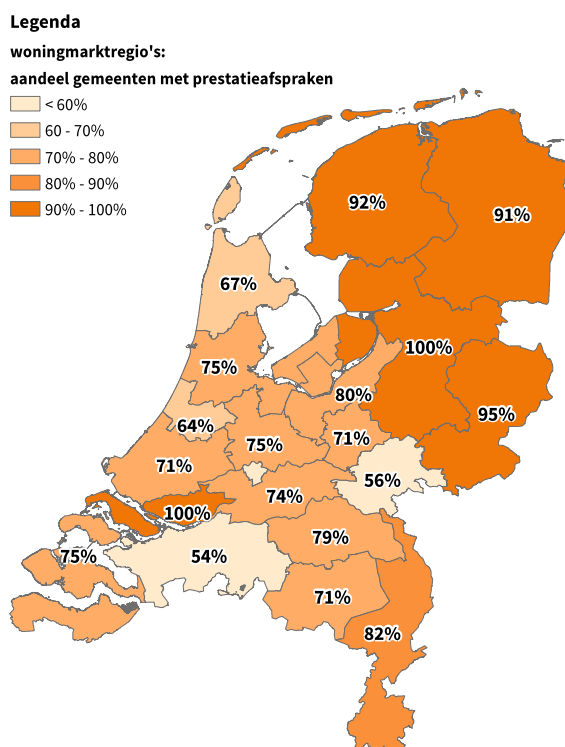 Legenda
woningmarktregio's:
aandeel gemeenten met prestatieafspraken
< 60%
60 - 70%
70% - 80%
80% - 90%
90% - 100%
92%
91%
67%
100%
75%
80%
95%
64%
71%
75%
71%
56%
74%
100%
79%
75%
54%
71%
82%